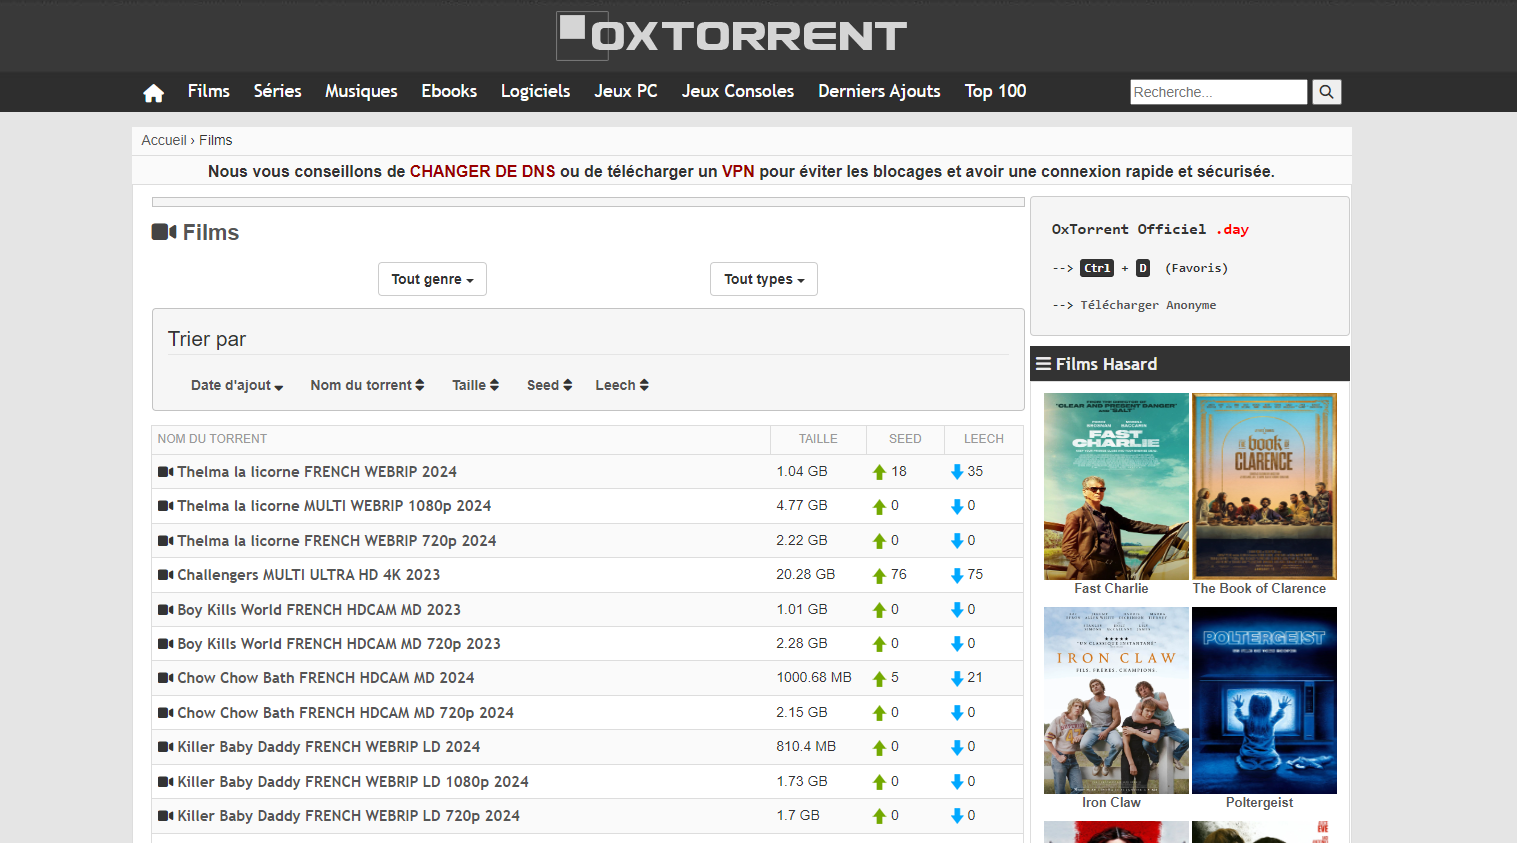 OXTORRENT
Films Séries Musiques Ebooks Logiciels Jeux PC Jeux Consoles Derniers Ajouts Top 100 Recherche...
Accueil › Films
Nous vous conseillons de CHANGER DE DNS ou de télécharger un VPN pour éviter les blocages et avoir une connexion rapide et sécurisée.
Films
Tout genre Tout types
Trier par
Date d'ajout Nom du torrent Taille Seed Leech
NOM DU TORRENT TAILLE SEED LEECH
Thelma la licorne FRENCH WEBRIP 2024 1.04 GB 18 35
Thelma la licorne MULTI WEBRIP 1080p 2024 4.77 GB 0 0
Thelma la licorne FRENCH WEBRIP 720p 2024 2.22 GB 0 0
Challengers MULTI ULTRA HD 4K 2023 20.28 GB 76 75
Boy Kills World FRENCH HDCAM MD 2023 1.01 GB 0 0
Boy Kills World FRENCH HDCAM MD 720p 2023 2.28 GB 0 0
Chow Chow Bath FRENCH HDCAM MD 2024 1000.68 MB 5 21
Chow Chow Bath FRENCH HDCAM MD 720p 2024 2.15 GB 0 0
Killer Baby Daddy FRENCH WEBRIP LD 2024 810.4 MB 0 0
Killer Baby Daddy FRENCH WEBRIP LD 1080p 2024 1.73 GB 0 0
Killer Baby Daddy FRENCH WEBRIP LD 720p 2024 1.7 GB 0 0
OxTorrent Officiel .day
--> Ctrl + D (Favoris)
--> Télécharger Anonyme
Films Hasard
"CLEAR AND PRESENT DANGER"
BROSNAN BACCARIN
FAST
CHARLIE
THE book OF
CLARENCE
Fast Charlie The Book of Clarence
IRON CLAW
FILS. FRÈRES. CHAMPIONS.
POLTERGEIST
Iron Claw Poltergeist
EVE